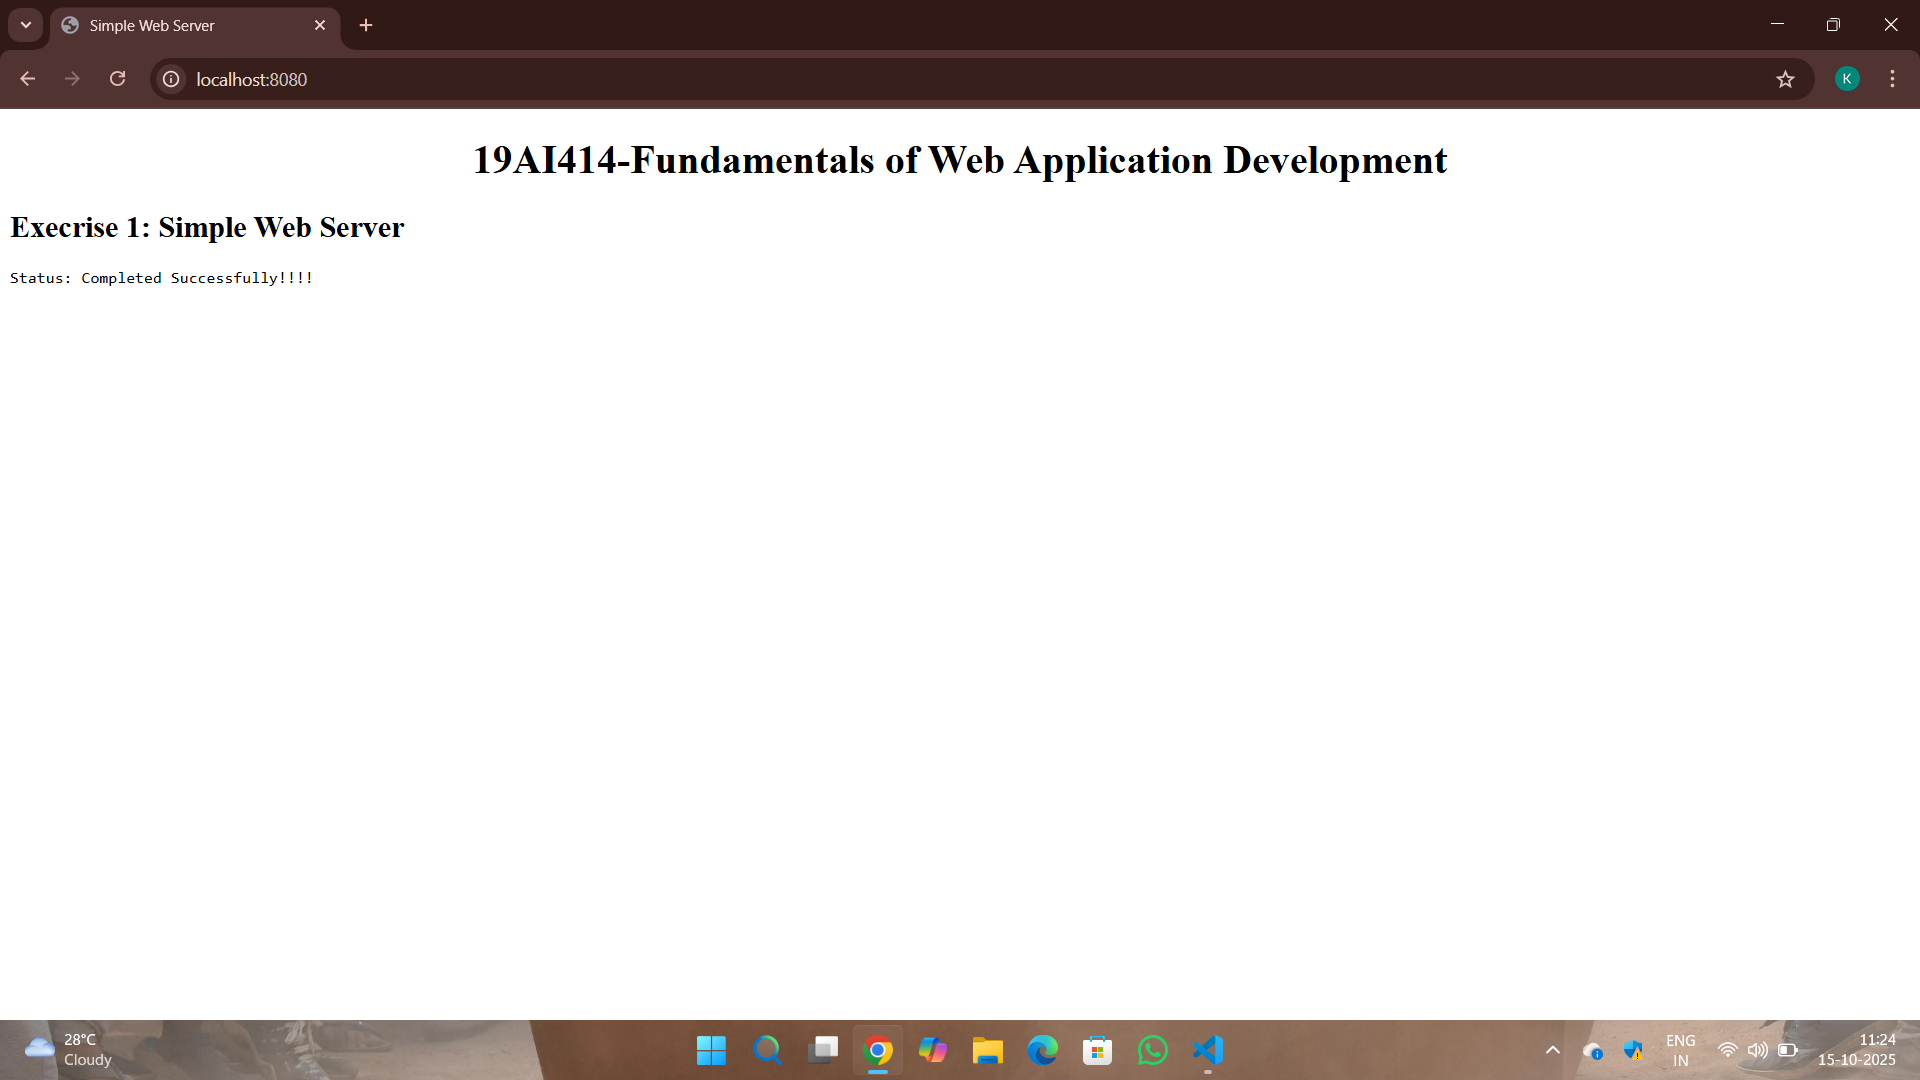 Simple Web Server
localhost:8080
K
19AI414-Fundamentals of Web Application Development
Execrise 1: Simple Web Server
Status: Completed Successfully!!!!
28°C
Cloudy
ENG
IN
11:24
15-10-2025